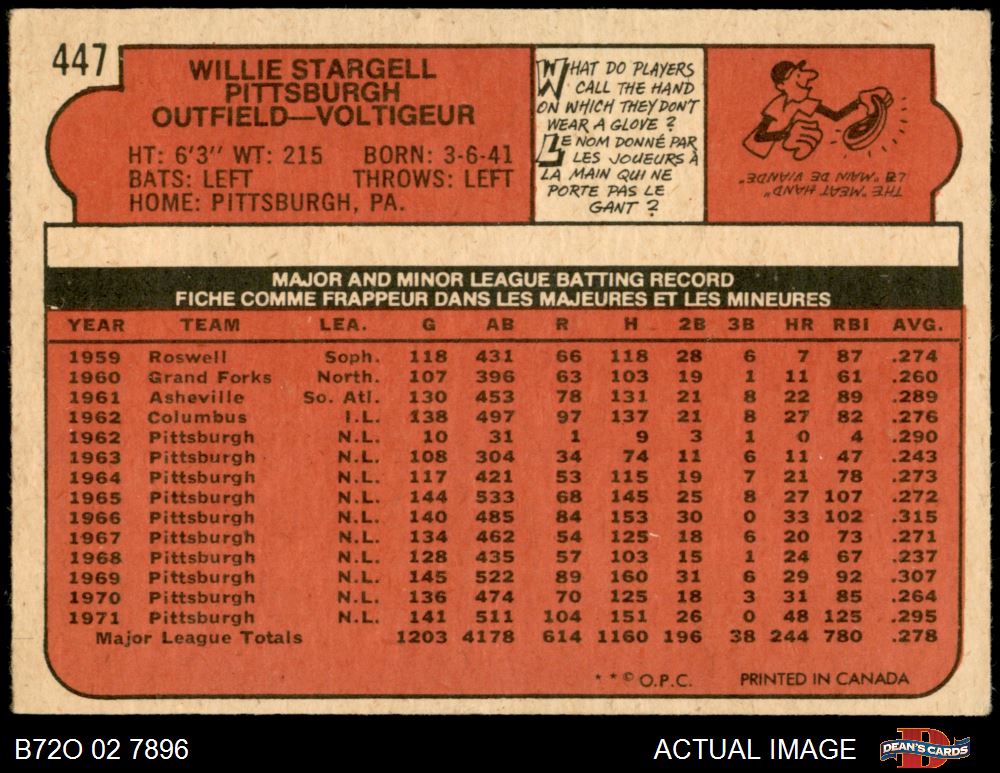 447
WILLIE STARGELL
PITTSBURGH
OUTFIELD—VOLTIGEUR
HT: 6'3'' WT: 215 BORN: 3-6-41
BATS: LEFT THROWS: LEFT
HOME: PITTSBURGH, PA.
WHAT DO PLAYERS
CALL THE HAND
ON WHICH THEY DON'T
WEAR A GLOVE ?
LE NOM DONNÉ PAR
LES JOUEURS À
LA MAIN QUI NE
PORTE PAS LE
GANT ?
THE "MEAT HAND"
LA "MAIN DE VIANDE"
MAJOR AND MINOR LEAGUE BATTING RECORD
FICHE COMME FRAPPEUR DANS LES MAJEURES ET LES MINEURES
YEAR TEAM LEA. G AB R H 2B 3B HR RBI AVG.
1959 Roswell Soph. 118 431 66 118 28 6 7 87 .274
1960 Grand Forks North. 107 396 63 103 19 1 11 61 .260
1961 Asheville So. Atl. 130 453 78 131 21 8 22 89 .289
1962 Columbus I.L. 138 497 97 137 21 8 27 82 .276
1962 Pittsburgh N.L. 10 31 1 9 3 1 0 4 .290
1963 Pittsburgh N.L. 108 304 34 74 11 6 11 47 .243
1964 Pittsburgh N.L. 117 421 53 115 19 7 21 78 .273
1965 Pittsburgh N.L. 144 533 68 145 25 8 27 107 .272
1966 Pittsburgh N.L. 140 485 84 153 30 0 33 102 .315
1967 Pittsburgh N.L. 134 462 54 125 18 6 20 73 .271
1968 Pittsburgh N.L. 128 435 57 103 15 1 24 67 .237
1969 Pittsburgh N.L. 145 522 89 160 31 6 29 92 .307
1970 Pittsburgh N.L. 136 474 70 125 18 3 31 85 .264
1971 Pittsburgh N.L. 141 511 104 151 26 0 48 125 .295
Major League Totals 1203 4178 614 1160 196 38 244 780 .278
* * © O.P.C. PRINTED IN CANADA
B72O 02 7896 ACTUAL IMAGE DEAN'S CARDS